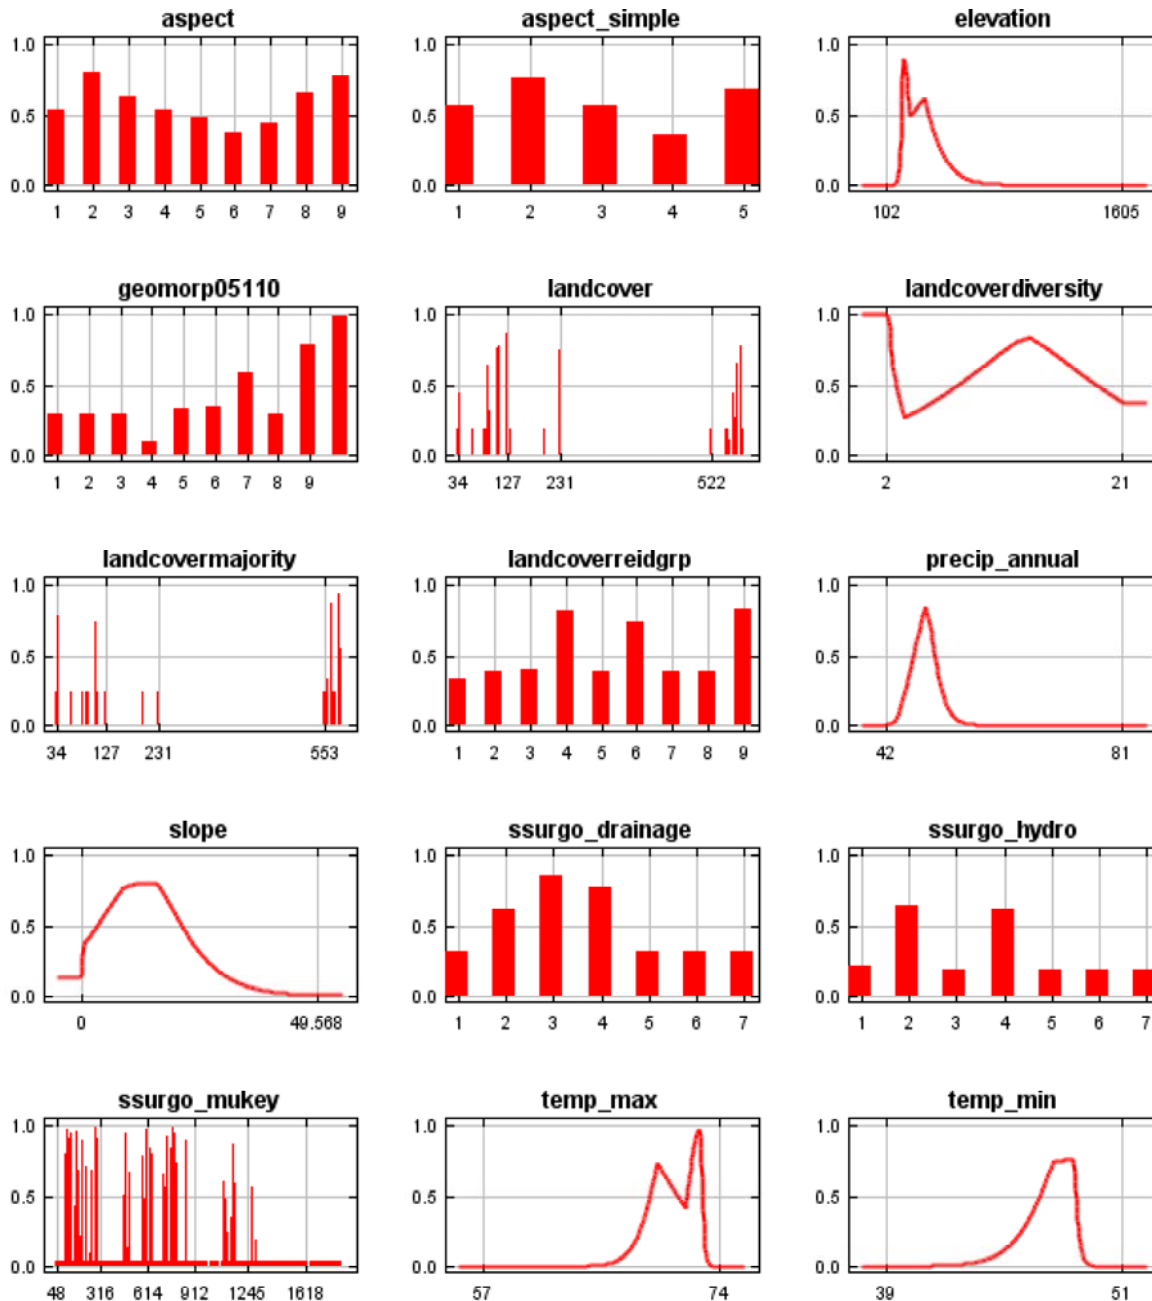 aspect
1.0
0.5
0.0
1 2 3 4 5 6 7 8 9
aspect_simple
1.0
0.5
0.0
1 2 3 4 5
elevation
1.0
0.5
0.0
102 1605
geomorp05110
1.0
0.5
0.0
1 2 3 4 5 6 7 8 9
landcover
1.0
0.5
0.0
34 127 231 522
landcoverdiversity
1.0
0.5
0.0
2 21
landcovermajority
1.0
0.5
0.0
34 127 231 553
landcoverreidgrp
1.0
0.5
0.0
1 2 3 4 5 6 7 8 9
precip_annual
1.0
0.5
0.0
42 81
slope
1.0
0.5
0.0
0 49.568
ssurgo_drainage
1.0
0.5
0.0
1 2 3 4 5 6 7
ssurgo_hydro
1.0
0.5
0.0
1 2 3 4 5 6 7
ssurgo_mukey
1.0
0.5
0.0
48 316 614 912 1245 1618
temp_max
1.0
0.5
0.0
57 74
temp_min
1.0
0.5
0.0
39 51